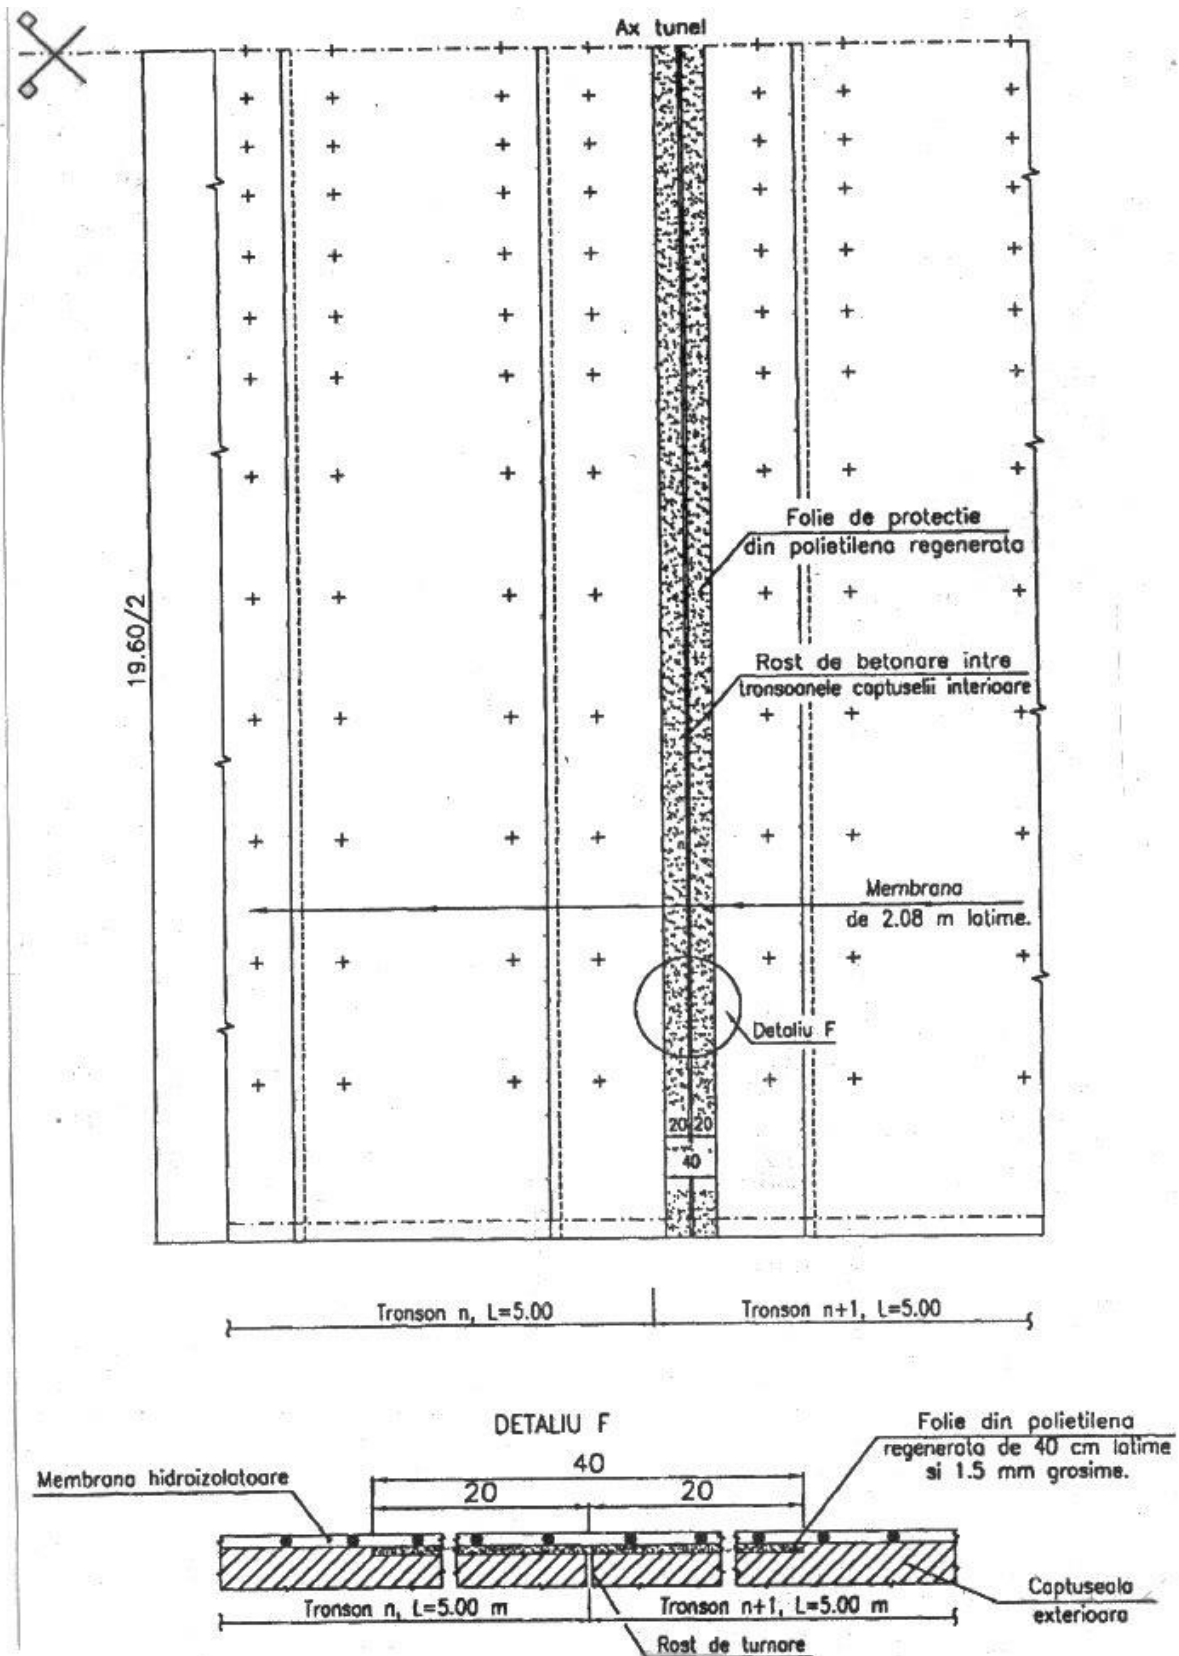 Ax tunel
19.60/2
Folie de protectie
din polietilena regenerata
Rost de betonare intre
tronsoanele captuselii interioare
Membrana
de 2.08 m latime.
Detaliu F
20 20
40
Tronson n, L=5.00
Tronson n+1, L=5.00
DETALIU F
Folie din polietilena
regenerata de 40 cm latime
si 1.5 mm grosime.
Membrana hidroizolatoare
40
20
20
Captuseala
exterioara
Tronson n, L=5.00 m
Tronson n+1, L=5.00 m
Rost de turnare